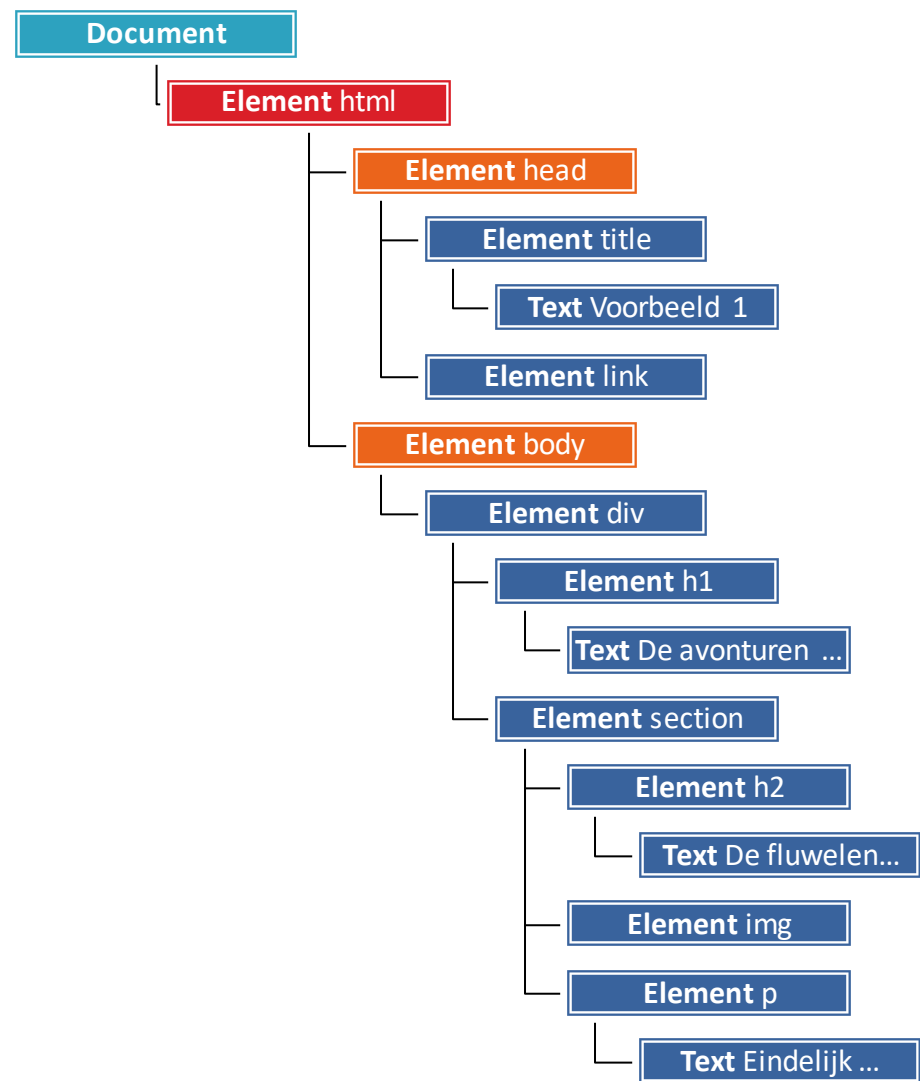 Document
Element html
Element head
Element title
Text Voorbeeld 1
Element link
Element body
Element div
Element h1
Text De avonturen ...
Element section
Element h2
Text De fluwelen...
Element img
Element p
Text Eindelijk ...